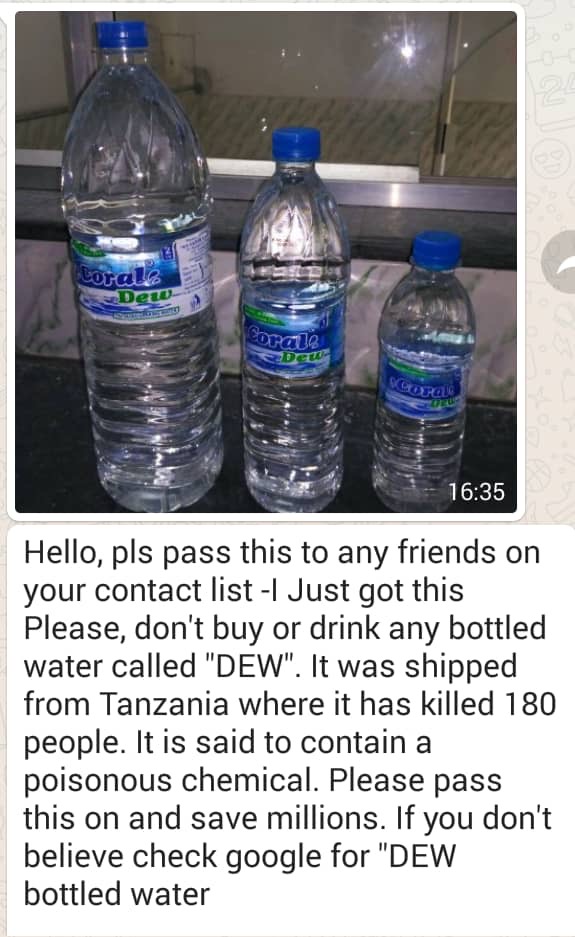 Corals
Dew
Corals
Dew
Coral
Dew
16:35
Hello, pls pass this to any friends on
your contact list -I Just got this
Please, don't buy or drink any bottled
water called "DEW". It was shipped
from Tanzania where it has killed 180
people. It is said to contain a
poisonous chemical. Please pass
this on and save millions. If you don't
believe check google for "DEW
bottled water